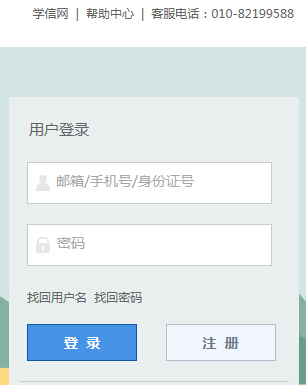 学信网 | 帮助中心 | 客服电话：010-82199588
用户登录
邮箱/手机号/身份证号
密码
找回用户名 找回密码
登 录 注 册